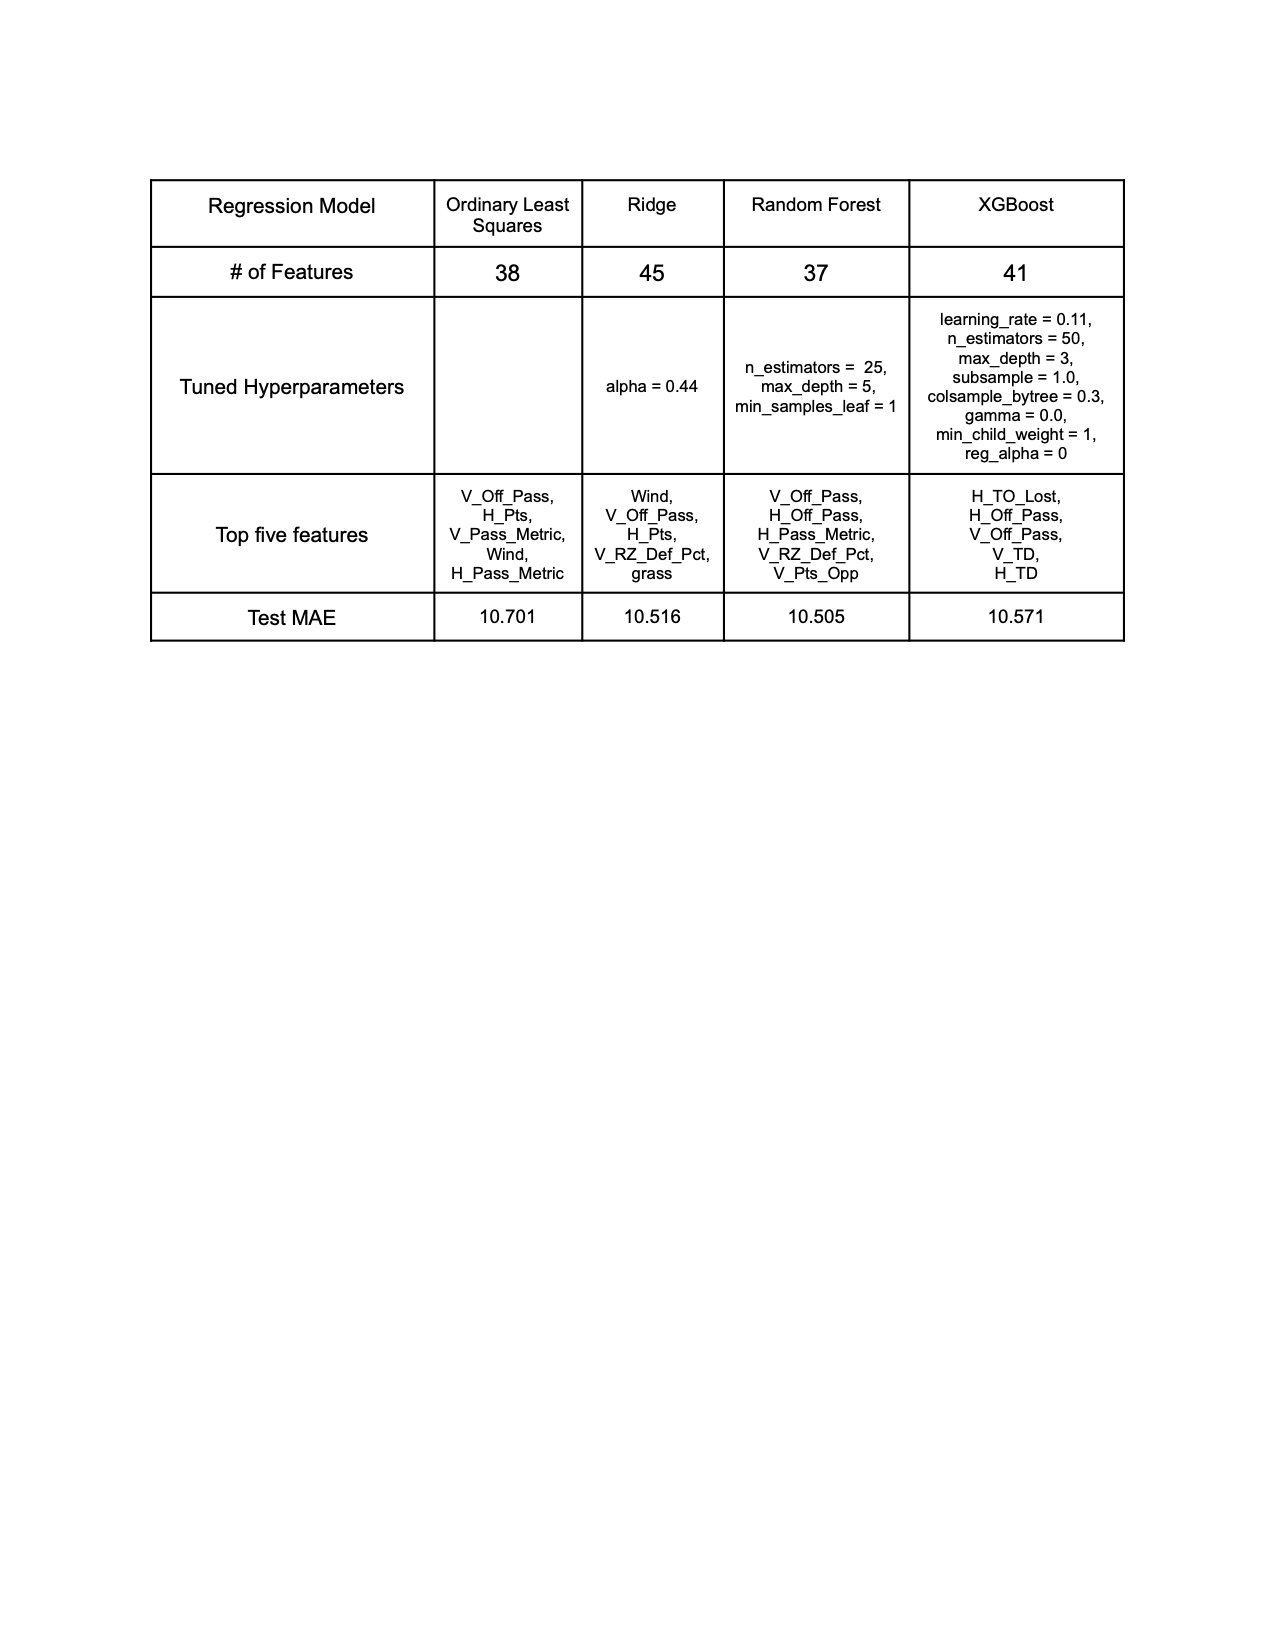 Regression Model
Ordinary Least
Squares
Ridge
Random Forest
XGBoost
# of Features
38
45
37
41
Tuned Hyperparameters
alpha = 0.44
n_estimators =  25,
max_depth = 5,
min_samples_leaf = 1
learning_rate = 0.11,
n_estimators = 50,
max_depth = 3,
subsample = 1.0,
colsample_bytree = 0.3,
gamma = 0.0,
min_child_weight = 1,
reg_alpha = 0
Top five features
V_Off_Pass,
H_Pts,
V_Pass_Metric,
Wind,
H_Pass_Metric
Wind,
V_Off_Pass,
H_Pts,
V_RZ_Def_Pct,
grass
V_Off_Pass,
H_Off_Pass,
H_Pass_Metric,
V_RZ_Def_Pct,
V_Pts_Opp
H_TO_Lost,
H_Off_Pass,
V_Off_Pass,
V_TD,
H_TD
Test MAE
10.701
10.516
10.505
10.571